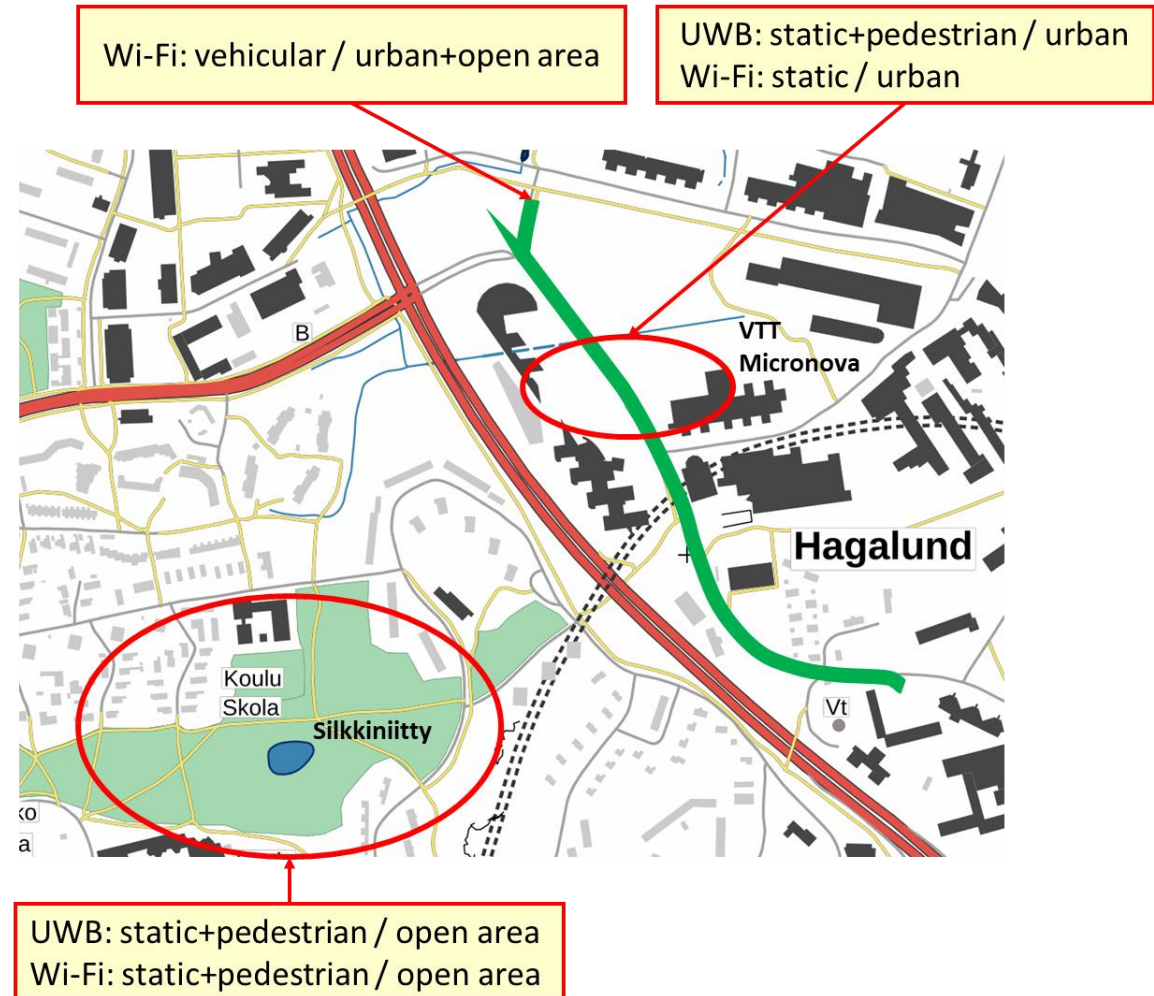 Wi-Fi: vehicular / urban+open area
UWB: static+pedestrian / urban
Wi-Fi: static / urban
B
VTT
Micronova
Hagalund
Koulu
Skola
Silkkiniitty
Vt
ko
a
UWB: static+pedestrian / open area
Wi-Fi: static+pedestrian / open area